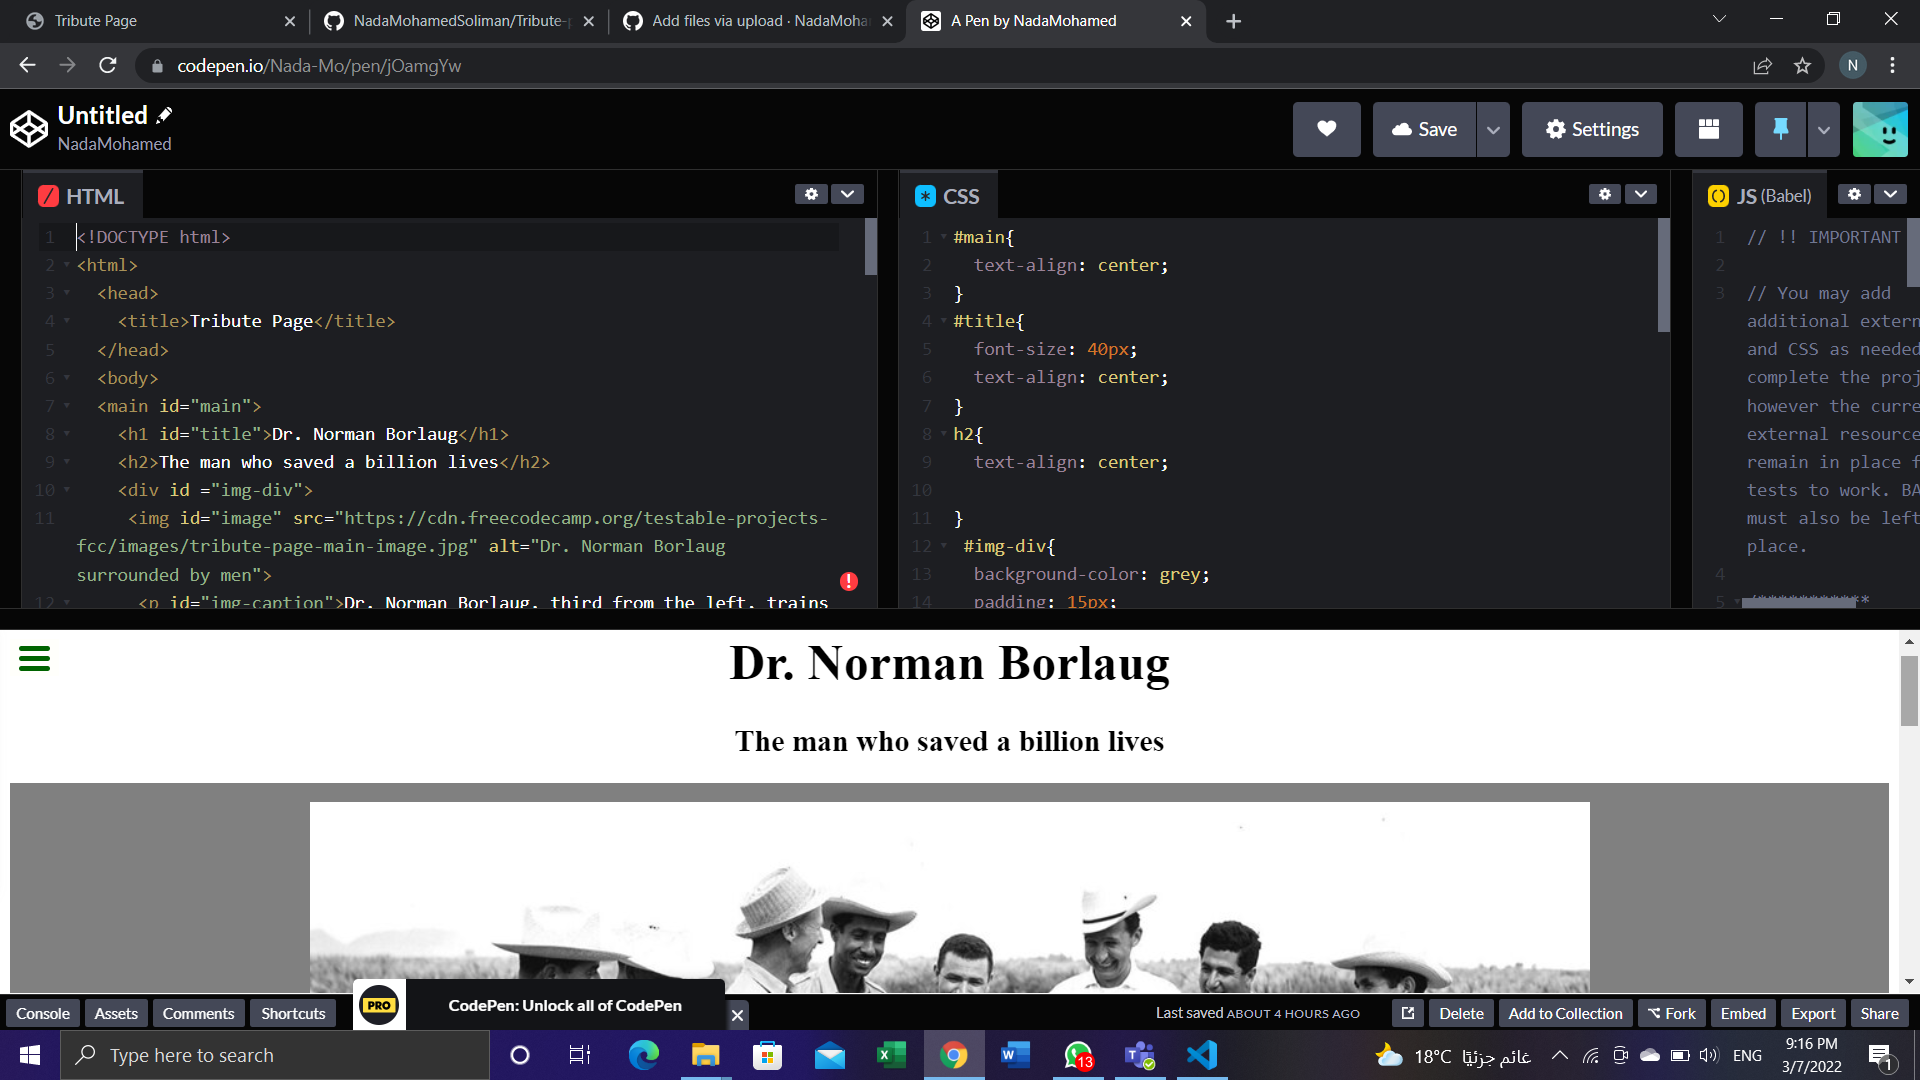 Tribute Page
NadaMohamedSoliman/Tribute-p
Add files via upload · NadaMoha
A Pen by NadaMohamed
codepen.io/Nada-Mo/pen/jOamgYw
N
Untitled
NadaMohamed
Save
Settings
HTML
1 <!DOCTYPE html>
2 <html>
3 <head>
4 <title>Tribute Page</title>
5 </head>
6 <body>
7 <main id="main">
8 <h1 id="title">Dr. Norman Borlaug</h1>
9 <h2>The man who saved a billion lives</h2>
10 <div id ="img-div">
11 <img id="image" src="https://cdn.freecodecamp.org/testable-projects-
fcc/images/tribute-page-main-image.jpg" alt="Dr. Norman Borlaug
surrounded by men">
12 <p id="img-caption">Dr. Norman Borlaug, third from the left, trains
CSS
1 #main{
2 text-align: center;
3 }
4 #title{
5 font-size: 40px;
6 text-align: center;
7 }
8 h2{
9 text-align: center;
10
11 }
12 #img-div{
13 background-color: grey;
14 padding: 15px;
JS (Babel)
1 // !! IMPORTANT
2
3 // You may add
additional extern
and CSS as needed
complete the proj
however the curre
external resource
remain in place f
tests to work. BA
must also be left
place.
4
5 /***********
Dr. Norman Borlaug
The man who saved a billion lives
Console
Assets
Comments
Shortcuts
PRO
CodePen: Unlock all of CodePen
Last saved ABOUT 4 HOURS AGO
Delete
Add to Collection
Fork
Embed
Export
Share
Type here to search
13
18°C غائم جزئيًا
ENG
9:16 PM
3/7/2022
1